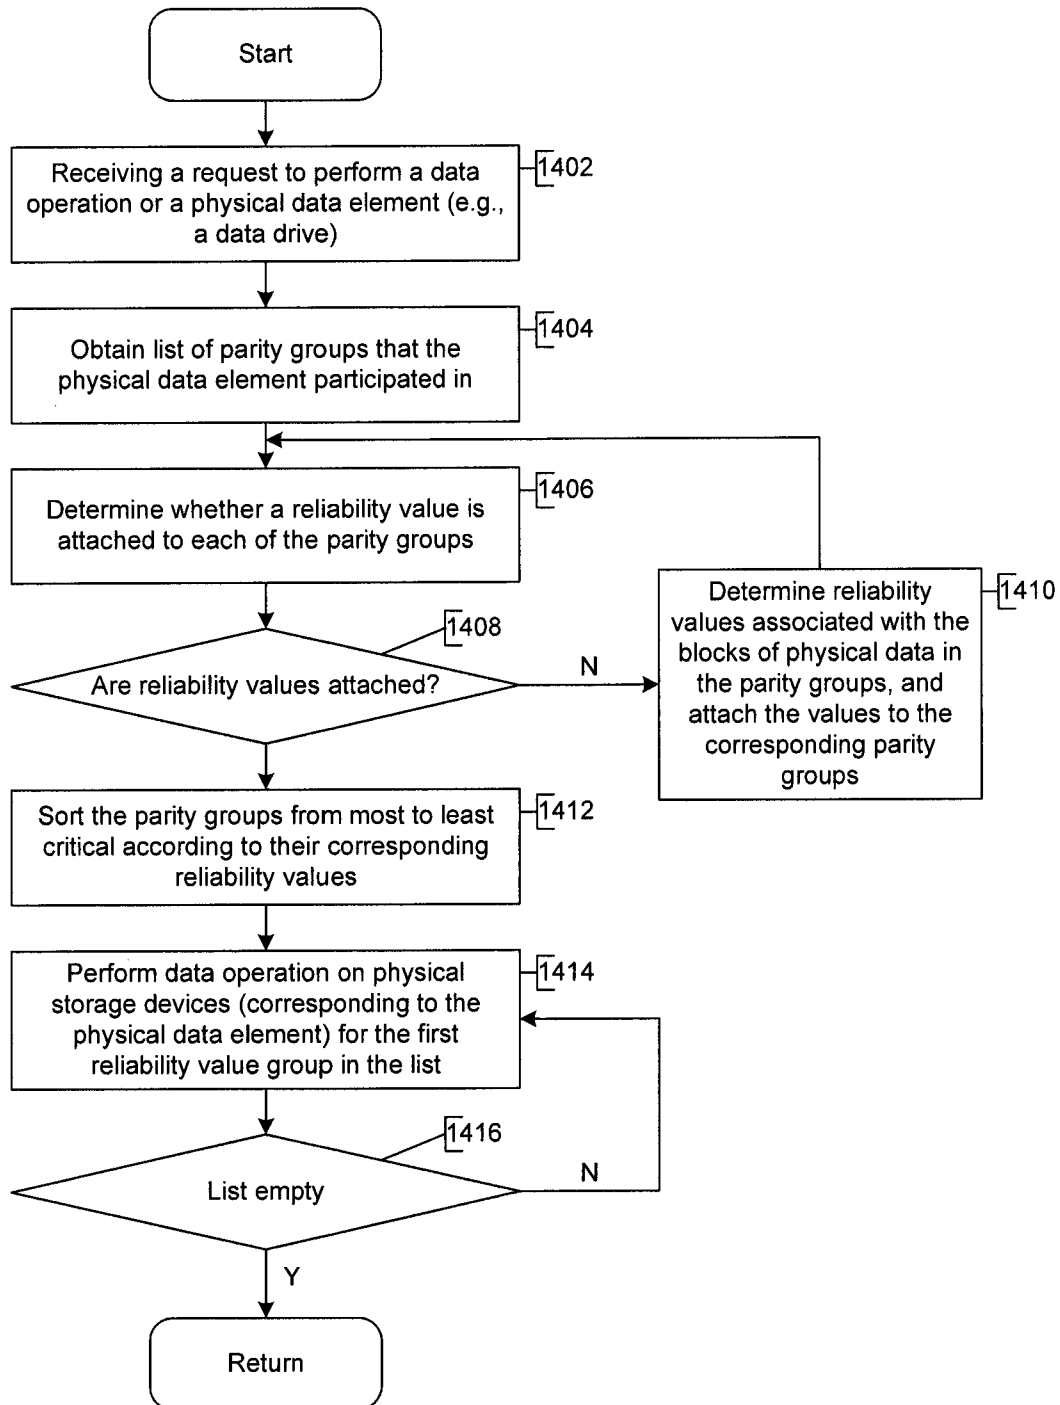 Start
Receiving a request to perform a data
operation or a physical data element (e.g.,
a data drive)
1402
Obtain list of parity groups that the
physical data element participated in
1404
Determine whether a reliability value is
attached to each of the parity groups
1406
Are reliability values attached?
1408
N
Determine reliability
values associated with the
blocks of physical data in
the parity groups, and
attach the values to the
corresponding parity
groups
1410
Sort the parity groups from most to least
critical according to their corresponding
reliability values
1412
Perform data operation on physical
storage devices (corresponding to the
physical data element) for the first
reliability value group in the list
1414
List empty
1416
N
Y
Return